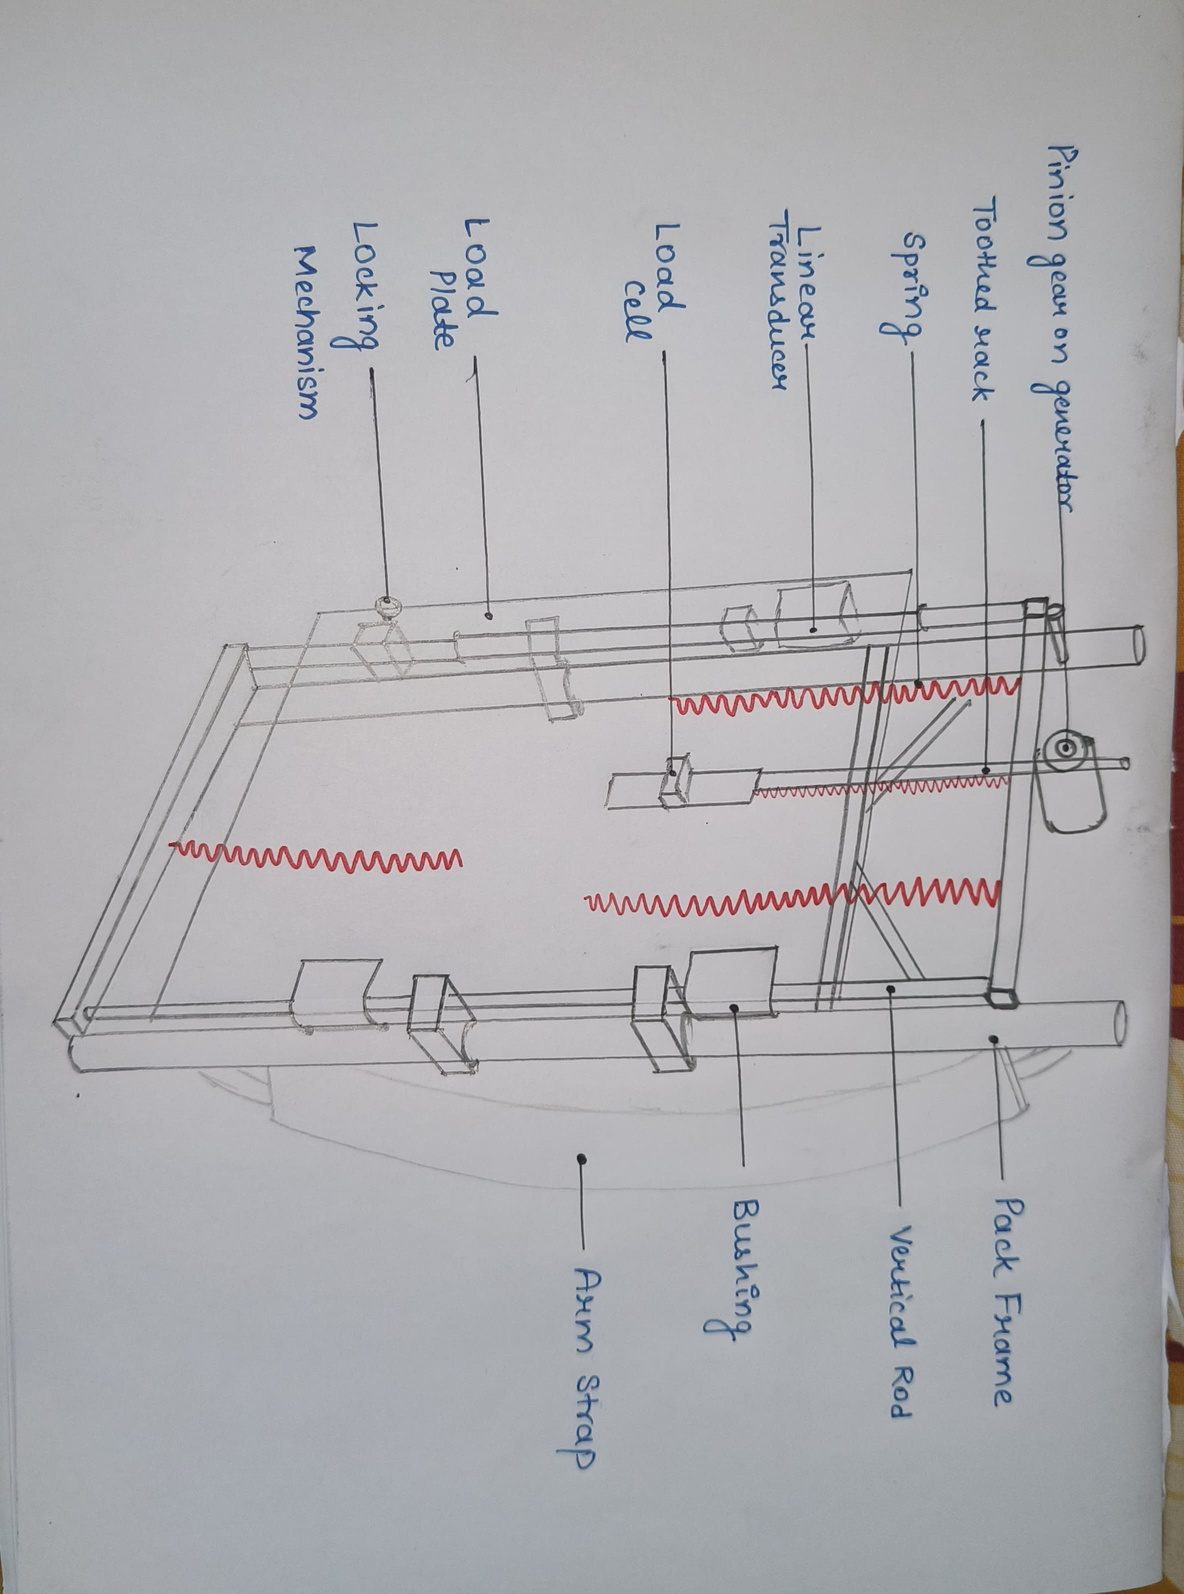 Pinion gear on generator
Toothed rack
Spring
Linear
Transducer
Load
Cell
Load
Plate
Locking
Mechanism
Pack Frame
Vertical Rod
Bushing
Arm Strap